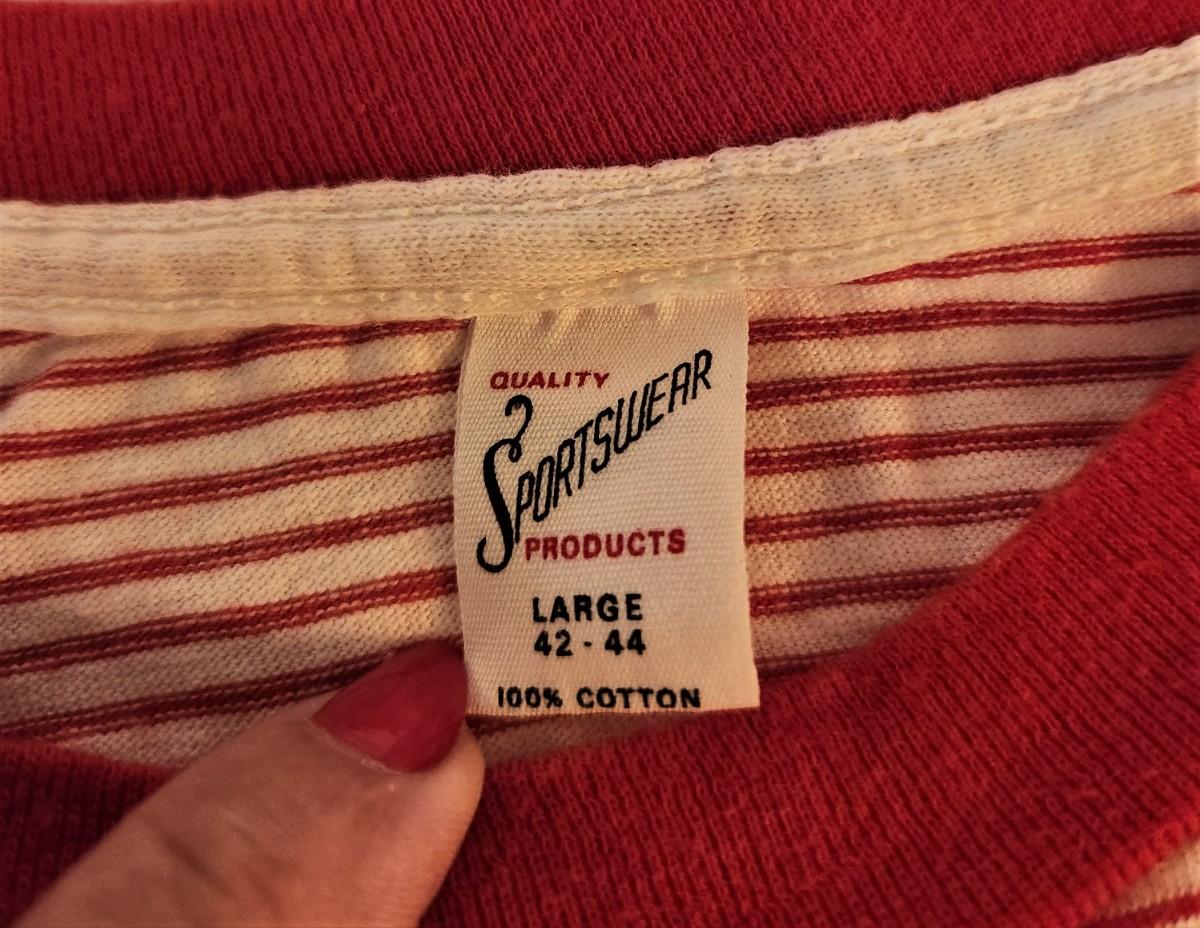 QUALITY
SPORTSWEAR
PRODUCTS
LARGE
42 - 44
100% COTTON